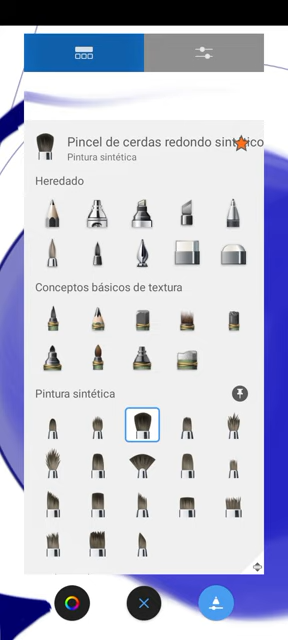 Pincel de cerdas redondo sintético
Pintura sintética
Heredado
Conceptos básicos de textura
Pintura sintética